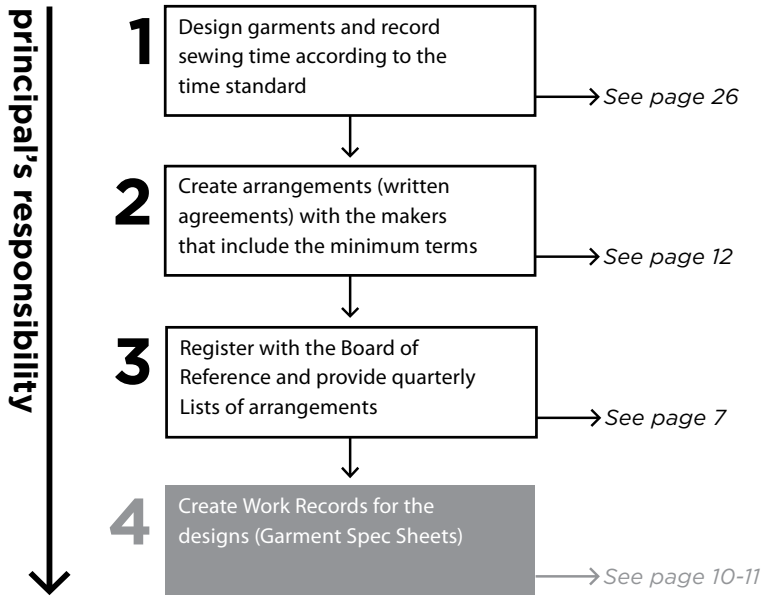 principal's responsibility
1
Design garments and record
sewing time according to the
time standard
See page 26
2
Create arrangements (written
agreements) with the makers
that include the minimum terms
See page 12
3
Register with the Board of
Reference and provide quarterly
Lists of arrangements
See page 7
4
Create Work Records for the
designs (Garment Spec Sheets)
See page 10-11